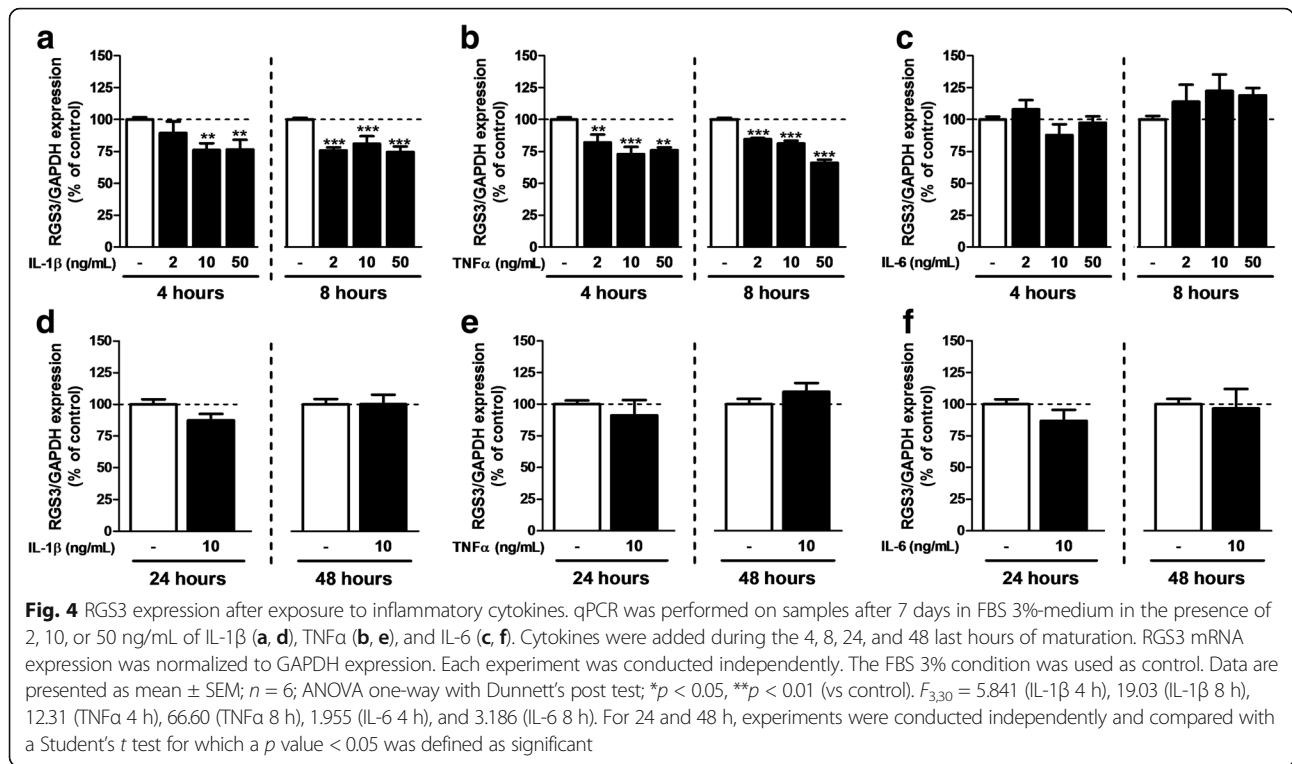 a
b
c
RGS3/GAPDH expression
(% of control)
150
125
100
75
50
25
0
** **
*** *** ***
IL-1β (ng/mL) - 2 10 50 - 2 10 50
4 hours 8 hours
RGS3/GAPDH expression
(% of control)
150
125
100
75
50
25
0
** *** **
*** *** ***
TNFα (ng/mL) - 2 10 50 - 2 10 50
4 hours 8 hours
RGS3/GAPDH expression
(% of control)
150
125
100
75
50
25
0
IL-6 (ng/mL) - 2 10 50 - 2 10 50
4 hours 8 hours
d
e
f
RGS3/GAPDH expression
(% of control)
150
125
100
75
50
25
0
IL-1β (ng/mL) - 10 - 10
24 hours 48 hours
RGS3/GAPDH expression
(% of control)
150
125
100
75
50
25
0
TNFα (ng/mL) - 10 - 10
24 hours 48 hours
RGS3/GAPDH expression
(% of control)
150
125
100
75
50
25
0
IL-6 (ng/mL) - 10 - 10
24 hours 48 hours
Fig. 4 RGS3 expression after exposure to inflammatory cytokines. qPCR was performed on samples after 7 days in FBS 3%-medium in the presence of
2, 10, or 50 ng/mL of IL-1β (a, d), TNFα (b, e), and IL-6 (c, f). Cytokines were added during the 4, 8, 24, and 48 last hours of maturation. RGS3 mRNA
expression was normalized to GAPDH expression. Each experiment was conducted independently. The FBS 3% condition was used as control. Data are
presented as mean ± SEM; n = 6; ANOVA one-way with Dunnett's post test; *p < 0.05, **p < 0.01 (vs control). F3,30 = 5.841 (IL-1β 4 h), 19.03 (IL-1β 8 h),
12.31 (TNFα 4 h), 66.60 (TNFα 8 h), 1.955 (IL-6 4 h), and 3.186 (IL-6 8 h). For 24 and 48 h, experiments were conducted independently and compared with
a Student's t test for which a p value < 0.05 was defined as significant